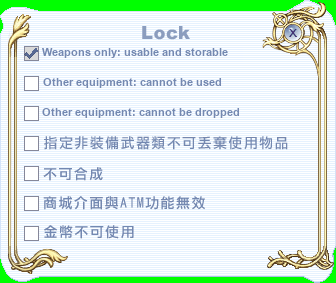 Lock
X
Weapons only: usable and storable
Other equipment: cannot be used
Other equipment: cannot be dropped
指定非裝備武器類不可丟棄使用物品
不可合成
商城介面與ATM功能無效
金幣不可使用